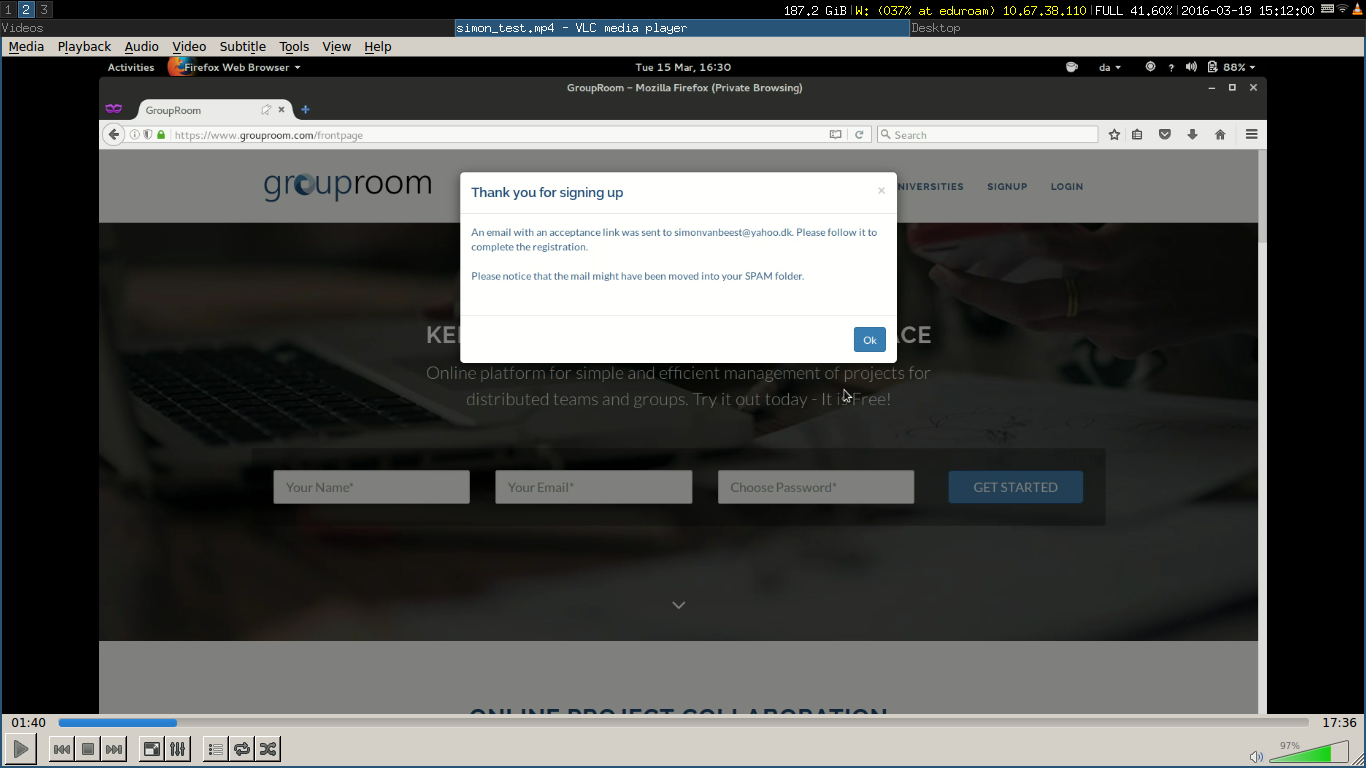 1 2 3
187.2 GiB|W: (037% at eduroam) 10.67.38.110|FULL 41.60%|2016-03-19 15:12:00
Videos
simon_test.mp4 - VLC media player
Desktop
Media Playback Audio Video Subtitle Tools View Help
Activities
Firefox Web Browser
Tue 15 Mar, 16:30
da
?
88%
GroupRoom – Mozilla Firefox (Private Browsing)
GroupRoom
https://www.grouproom.com/frontpage
Search
grouproom
NIVERSITIES
SIGNUP
LOGIN
Thank you for signing up
×
An email with an acceptance link was sent to simonvanbeest@yahoo.dk. Please follow it to
complete the registration.
Please notice that the mail might have been moved into your SPAM folder.
Ok
KE
ACE
Online platform for simple and efficient management of projects for
distributed teams and groups. Try it out today - It is Free!
Your Name*
Your Email*
Choose Password*
GET STARTED
ONLINE PROJECT COLLABORATION
01:40
17:36
97%